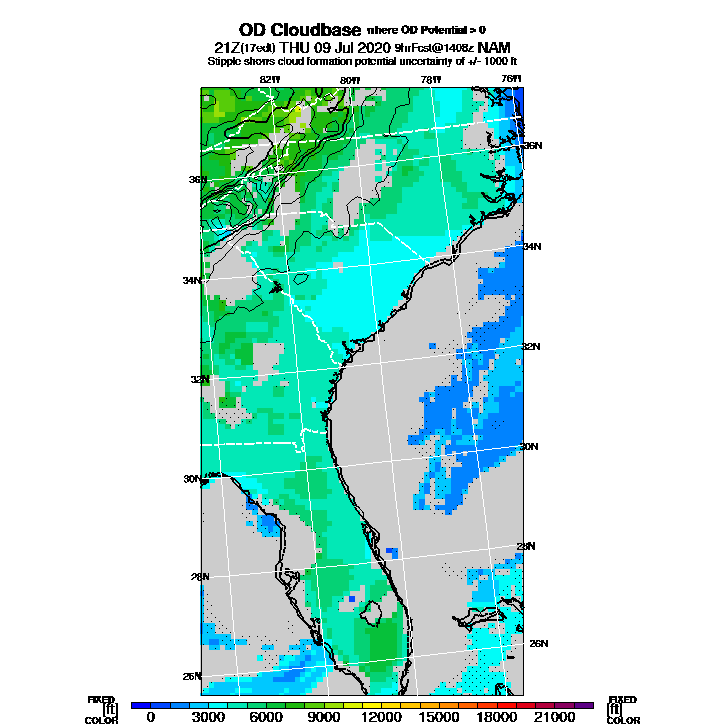 OD Cloudbase where OD Potential > 0
21Z(17edt) THU 09 Jul 2020 9hrFcst@1408z NAM
Stipple shows cloud formation potential uncertainty of +/- 1000 ft
82W 80W 78W 76W
36N
36N
34N
34N
32N
32N
30N
30N
28N
28N
26N
26N
FIXED FIXED
[ft] [ft]
COLOR 0 3000 6000 9000 12000 15000 18000 21000 COLOR